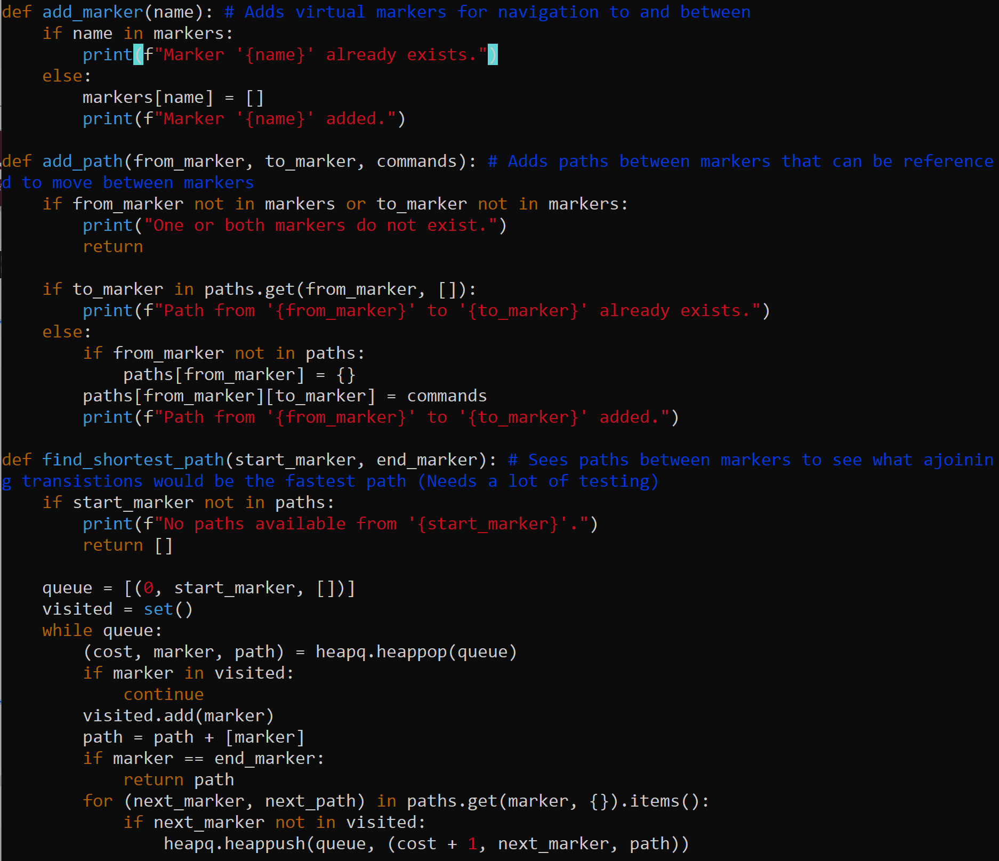 def add_marker(name): # Adds virtual markers for navigation to and between
    if name in markers:
        print(f"Marker '{name}' already exists.")
    else:
        markers[name] = []
        print(f"Marker '{name}' added.")

def add_path(from_marker, to_marker, commands): # Adds paths between markers that can be reference
d to move between markers
    if from_marker not in markers or to_marker not in markers:
        print("One or both markers do not exist.")
        return

    if to_marker in paths.get(from_marker, []):
        print(f"Path from '{from_marker}' to '{to_marker}' already exists.")
    else:
        if from_marker not in paths:
            paths[from_marker] = {}
        paths[from_marker][to_marker] = commands
        print(f"Path from '{from_marker}' to '{to_marker}' added.")

def find_shortest_path(start_marker, end_marker): # Sees paths between markers to see what ajoinin
g transistions would be the fastest path (Needs a lot of testing)
    if start_marker not in paths:
        print(f"No paths available from '{start_marker}'.")
        return []

    queue = [(0, start_marker, [])]
    visited = set()
    while queue:
        (cost, marker, path) = heapq.heappop(queue)
        if marker in visited:
            continue
        visited.add(marker)
        path = path + [marker]
        if marker == end_marker:
            return path
        for (next_marker, next_path) in paths.get(marker, {}).items():
            if next_marker not in visited:
                heapq.heappush(queue, (cost + 1, next_marker, path))